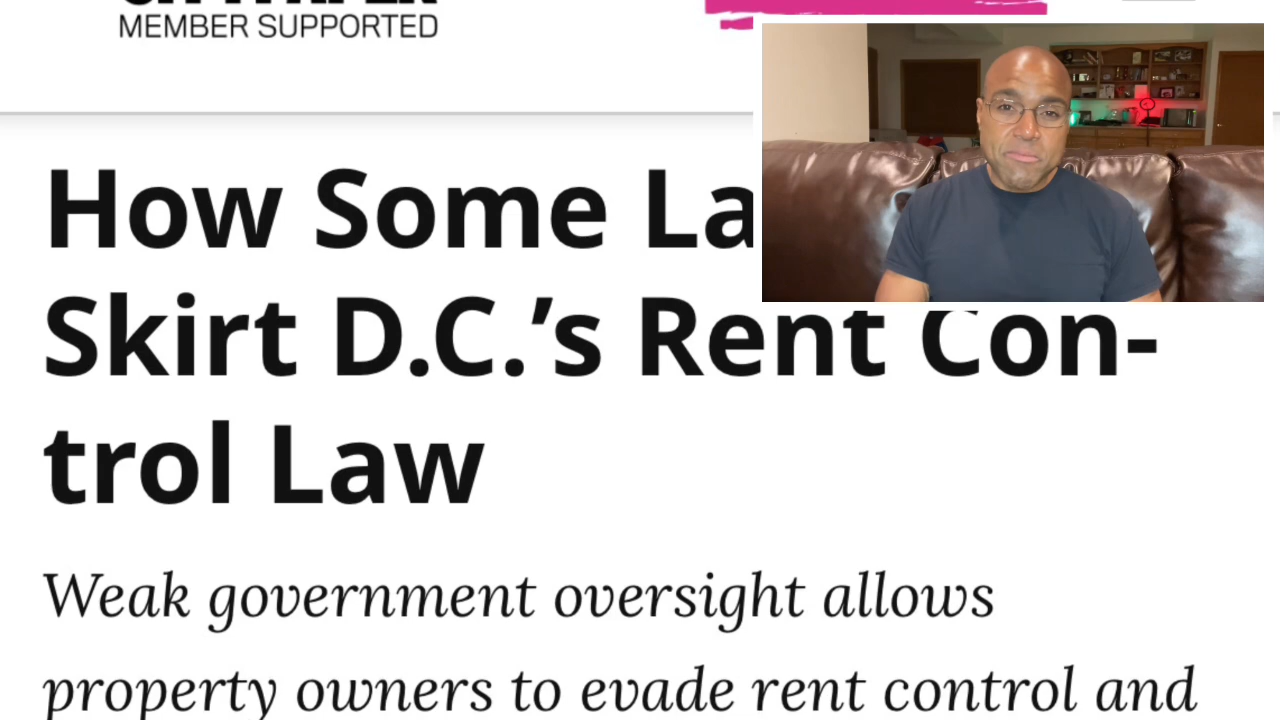 MEMBER SUPPORTED
How Some
Skirt D.C.’s Rent Con-
trol Law
Weak government oversight allows
property owners to evade rent control and